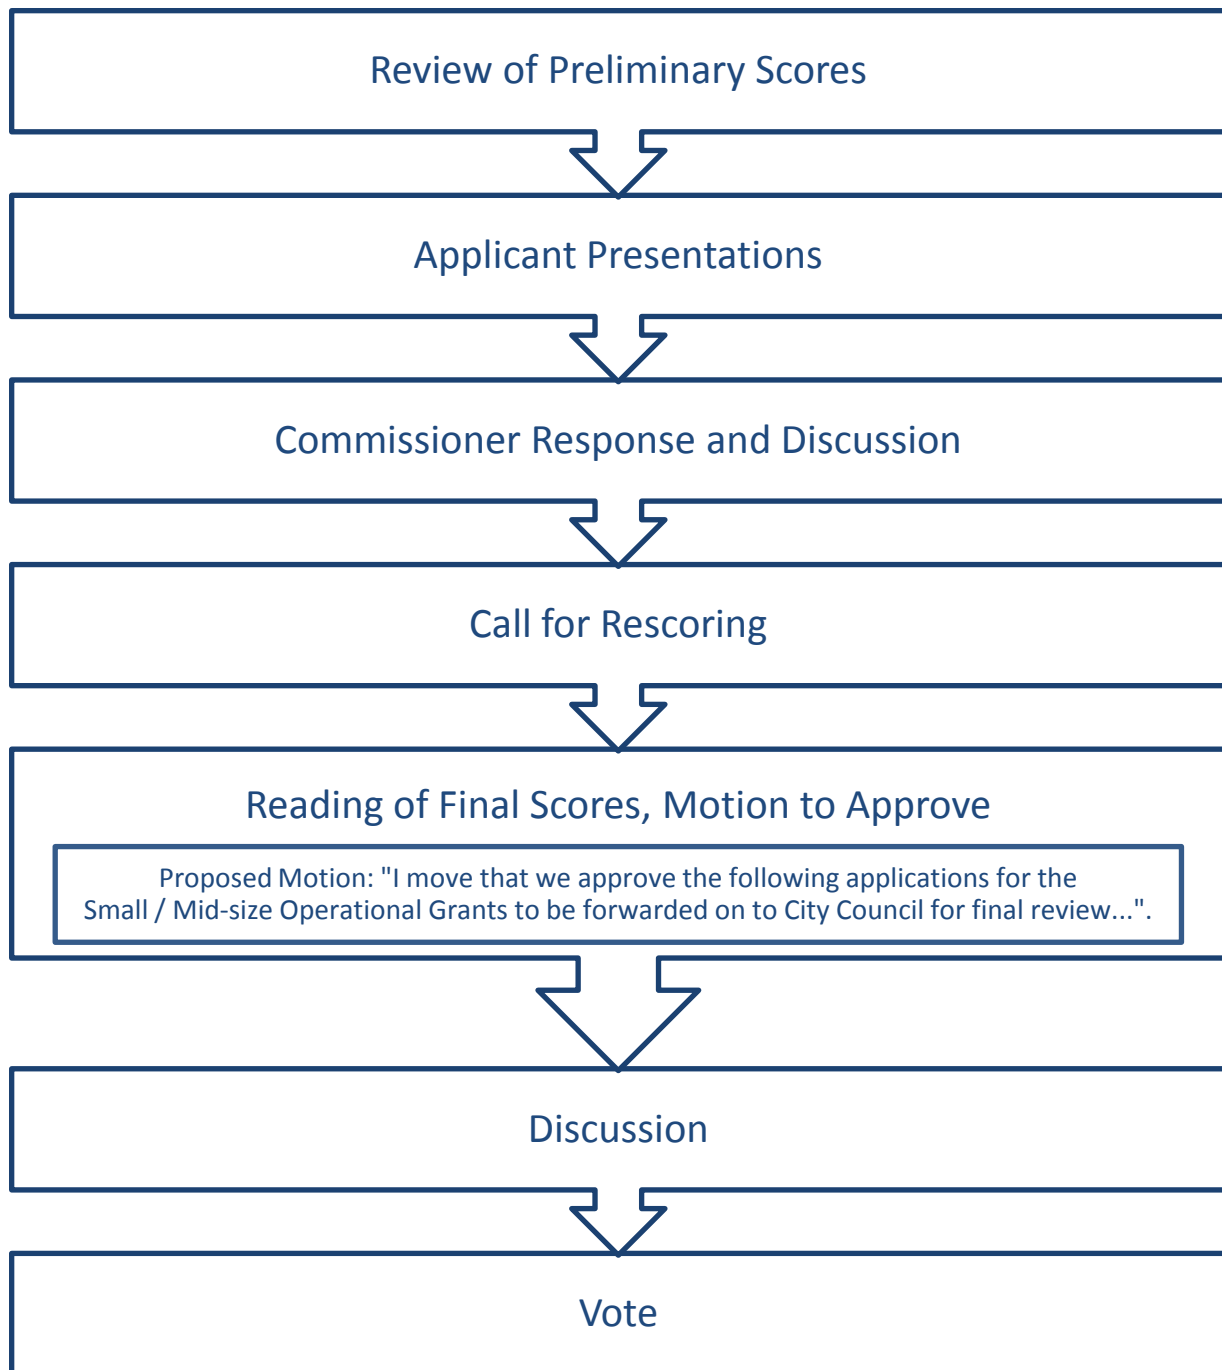 Review of Preliminary Scores
Applicant Presentations
Commissioner Response and Discussion
Call for Rescoring
Reading of Final Scores, Motion to Approve
Proposed Motion: "I move that we approve the following applications for the
Small / Mid-size Operational Grants to be forwarded on to City Council for final review...".
Discussion
Vote